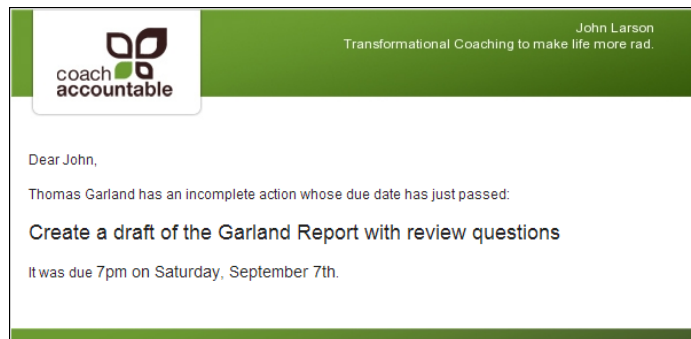 John Larson
Transformational Coaching to make life more rad.
coach
accountable
Dear John,
Thomas Garland has an incomplete action whose due date has just passed:
Create a draft of the Garland Report with review questions
It was due 7pm on Saturday, September 7th.